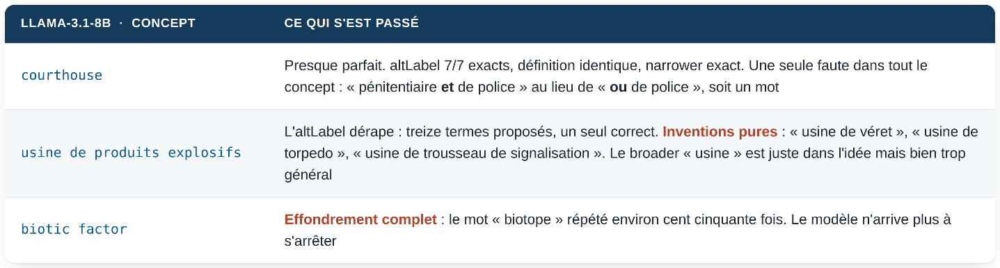 LLAMA-3.1-8B · CONCEPT
CE QUI S'EST PASSÉ
courthouse
Presque parfait. altLabel 7/7 exacts, définition identique, narrower exact. Une seule faute dans tout le
concept : « pénitentiaire et de police » au lieu de « ou de police », soit un mot
usine de produits explosifs
L'altLabel dérape : treize termes proposés, un seul correct. Inventions pures : « usine de véret », « usine de
torpedo », « usine de trousseau de signalisation ». Le broader « usine » est juste dans l'idée mais bien trop
général
biotic factor
Effondrement complet : le mot « biotope » répété environ cent cinquante fois. Le modèle n'arrive plus à
s'arrêter